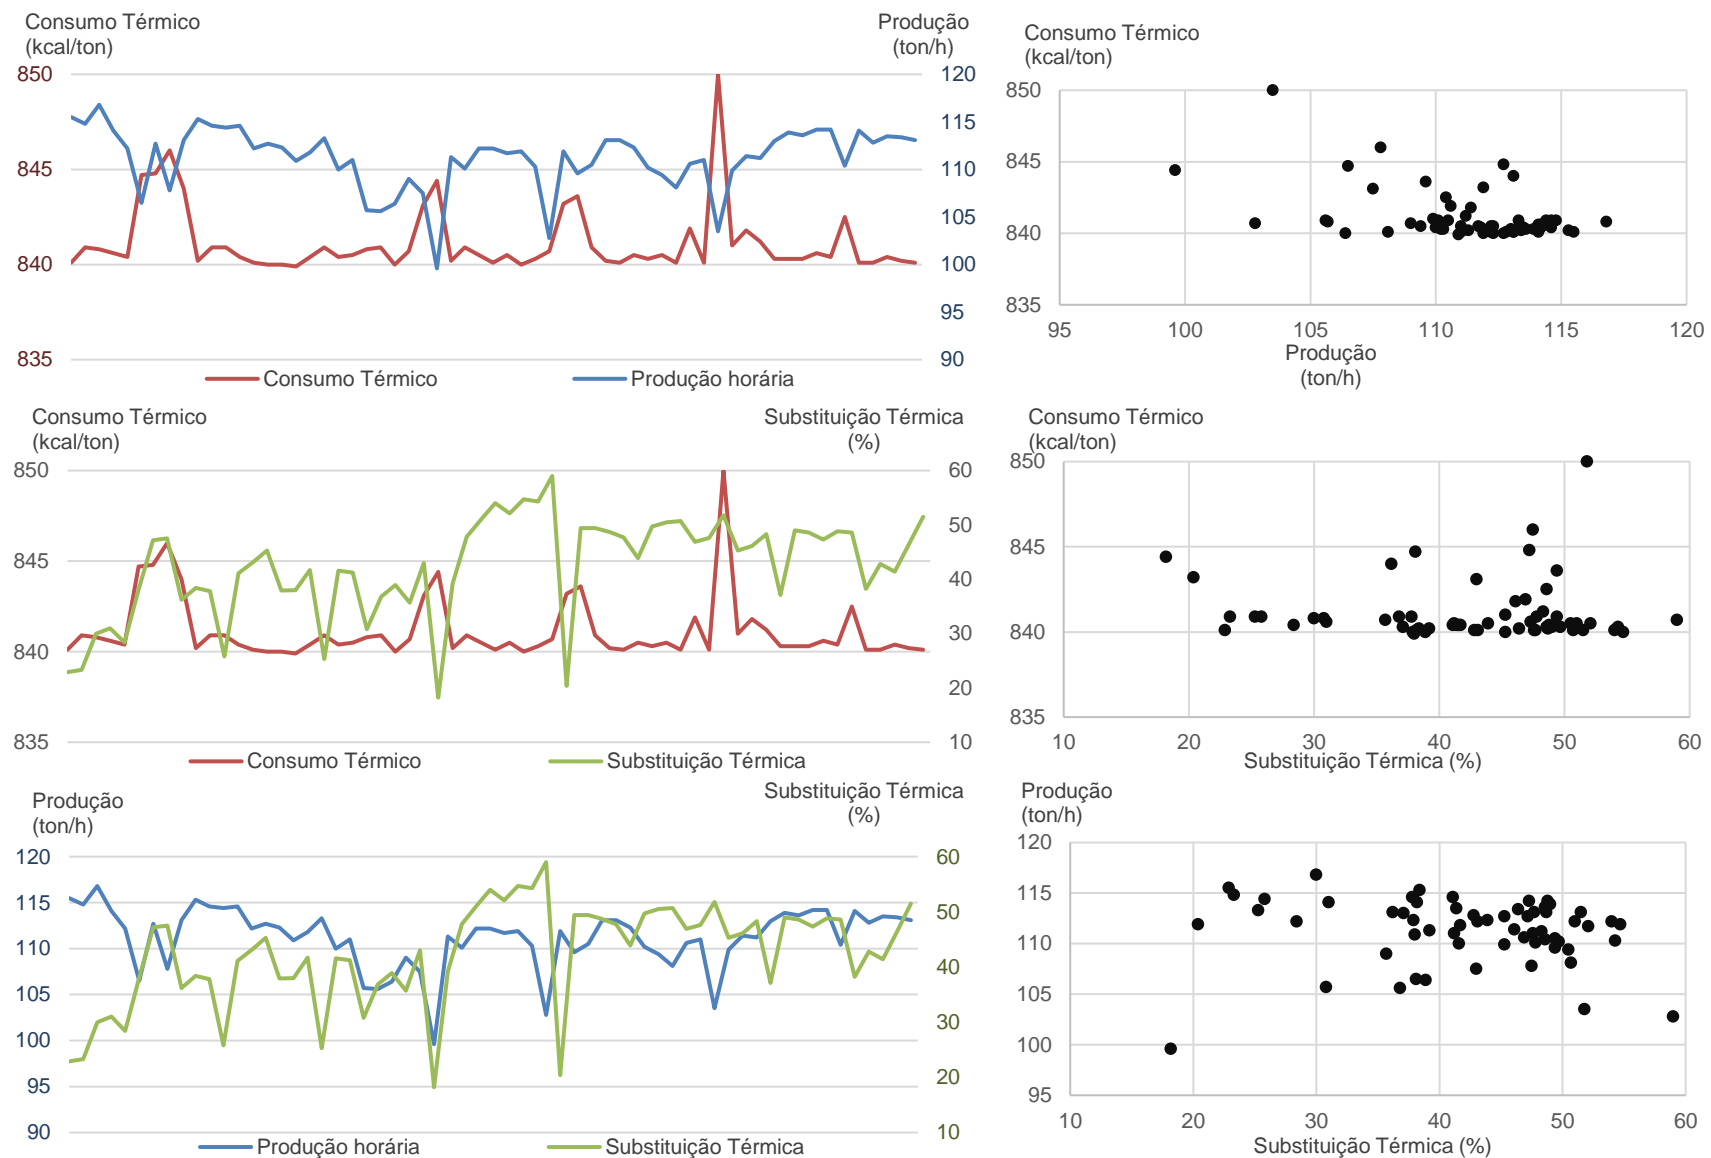 Consumo Térmico
(kcal/ton)
Produção
(ton/h)
850
845
840
835
120
115
110
105
100
95
90
Consumo Térmico
Produção horária
Consumo Térmico
(kcal/ton)
850
845
840
835
95
100
105
110
115
120
Produção
(ton/h)
Consumo Térmico
(kcal/ton)
Substituição Térmica
(%)
850
845
840
835
60
50
40
30
20
10
Consumo Térmico
Substituição Térmica
Consumo Térmico
(kcal/ton)
850
845
840
835
10
20
30
40
50
60
Substituição Térmica (%)
Produção
(ton/h)
Substituição Térmica
(%)
120
115
110
105
100
95
90
60
50
40
30
20
10
Produção horária
Substituição Térmica
Produção
(ton/h)
120
115
110
105
100
95
10
20
30
40
50
60
Substituição Térmica (%)